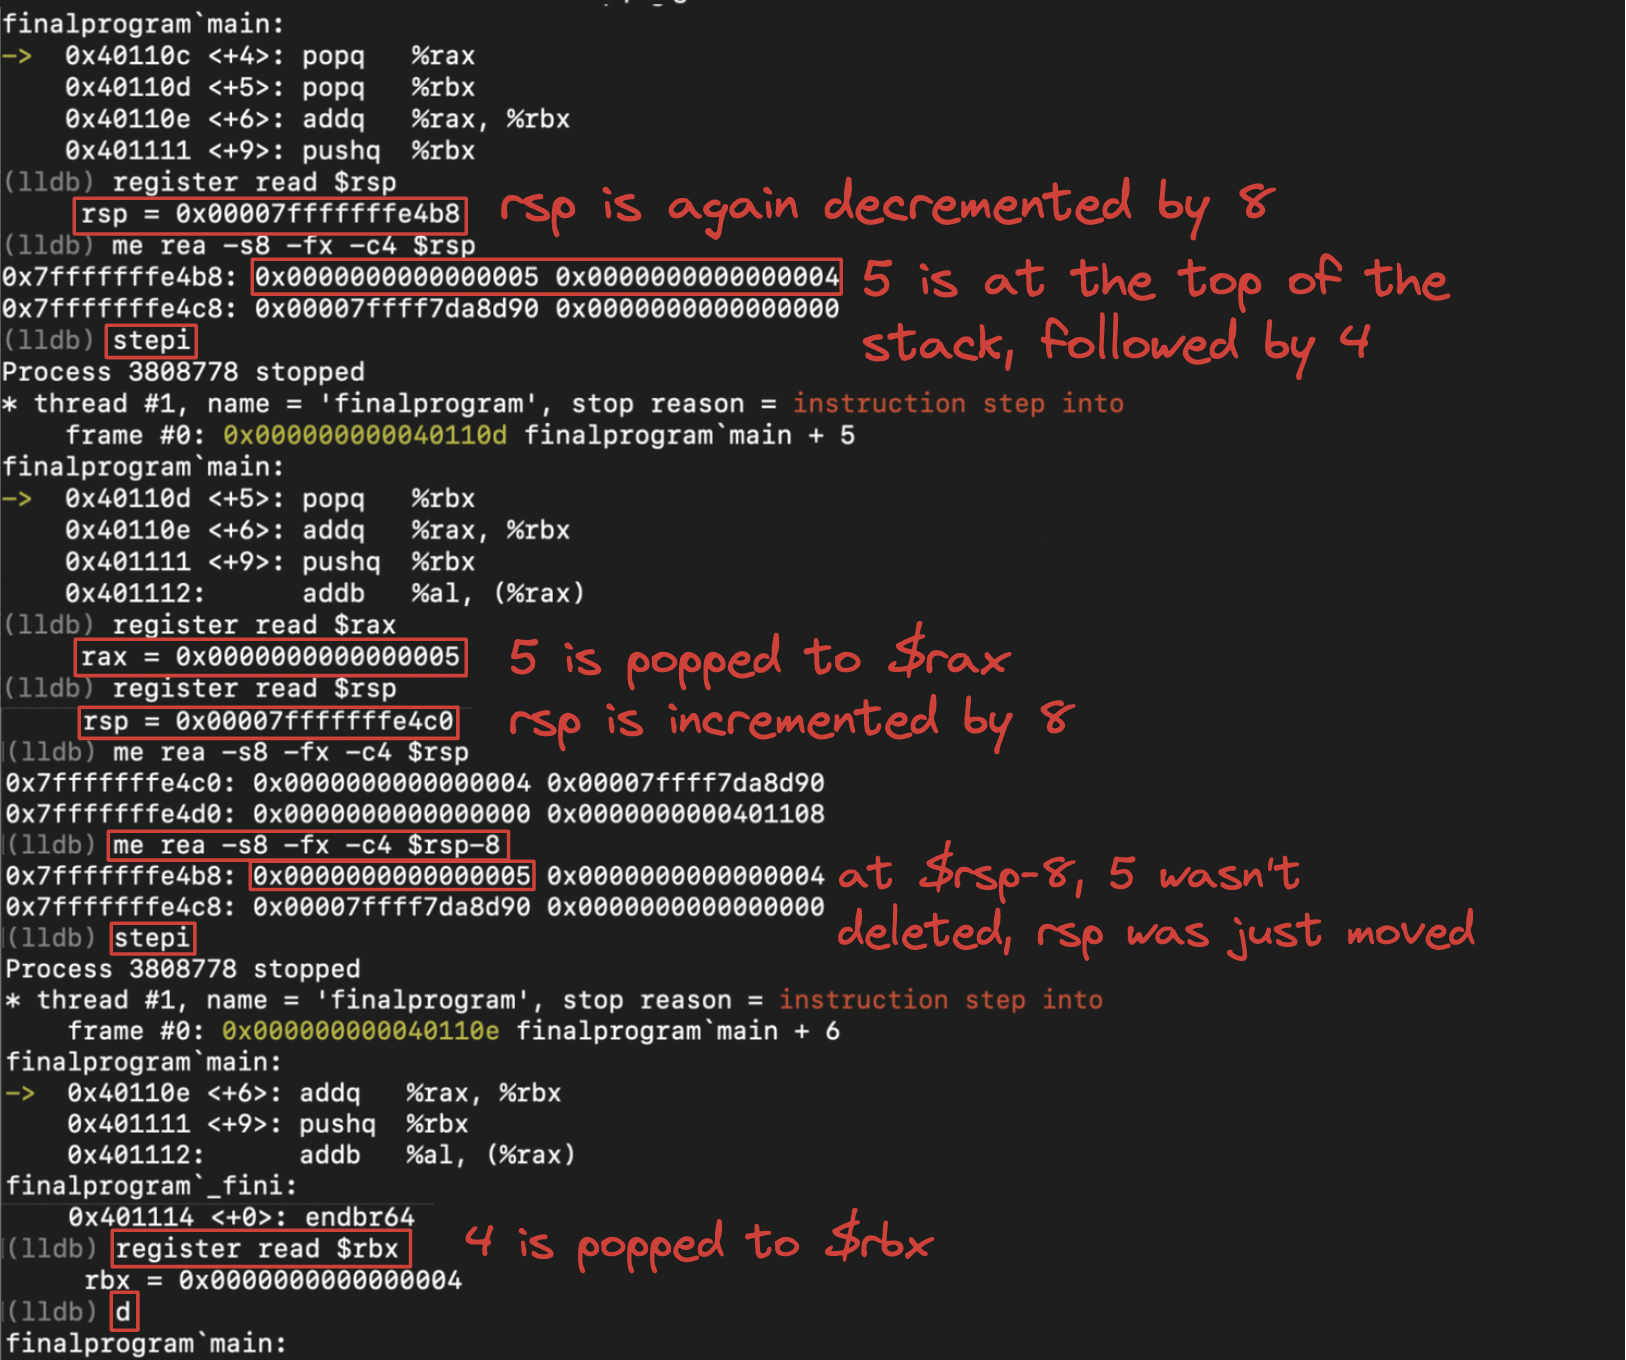 finalprogram`main:
->  0x40110c <+4>: popq   %rax
    0x40110d <+5>: popq   %rbx
    0x40110e <+6>: addq   %rax, %rbx
    0x401111 <+9>: pushq  %rbx
(lldb) register read $rsp
rsp = 0x00007fffffffe4b8 rsp is again decremented by 8
(lldb) me rea -s8 -fx -c4 $rsp
0x7fffffffe4b8: 0x0000000000000005 0x0000000000000004 5 is at the top of the
0x7fffffffe4c8: 0x00007ffff7da8d90 0x0000000000000000
(lldb) stepi stack, followed by 4
Process 3808778 stopped
* thread #1, name = 'finalprogram', stop reason = instruction step into
    frame #0: 0x000000000040110d finalprogram`main + 5
finalprogram`main:
->  0x40110d <+5>: popq   %rbx
    0x40110e <+6>: addq   %rax, %rbx
    0x401111 <+9>: pushq  %rbx
    0x401112:      addb   %al, (%rax)
(lldb) register read $rax
rax = 0x0000000000000005 5 is popped to $rax
(lldb) register read $rsp
rsp = 0x00007fffffffe4c0 rsp is incremented by 8
(lldb) me rea -s8 -fx -c4 $rsp
0x7fffffffe4c0: 0x0000000000000004 0x00007ffff7da8d90
0x7fffffffe4d0: 0x0000000000000000 0x0000000000401108
(lldb) me rea -s8 -fx -c4 $rsp-8
0x7fffffffe4b8: 0x0000000000000005 0x0000000000000004 at $rsp-8, 5 wasn't
0x7fffffffe4c8: 0x00007ffff7da8d90 0x0000000000000000
(lldb) stepi deleted, rsp was just moved
Process 3808778 stopped
* thread #1, name = 'finalprogram', stop reason = instruction step into
    frame #0: 0x000000000040110e finalprogram`main + 6
finalprogram`main:
->  0x40110e <+6>: addq   %rax, %rbx
    0x401111 <+9>: pushq  %rbx
    0x401112:      addb   %al, (%rax)
finalprogram`_fini:
    0x401114 <+0>: endbr64
(lldb) register read $rbx 4 is popped to $rbx
rbx = 0x0000000000000004
(lldb) d
finalprogram`main: